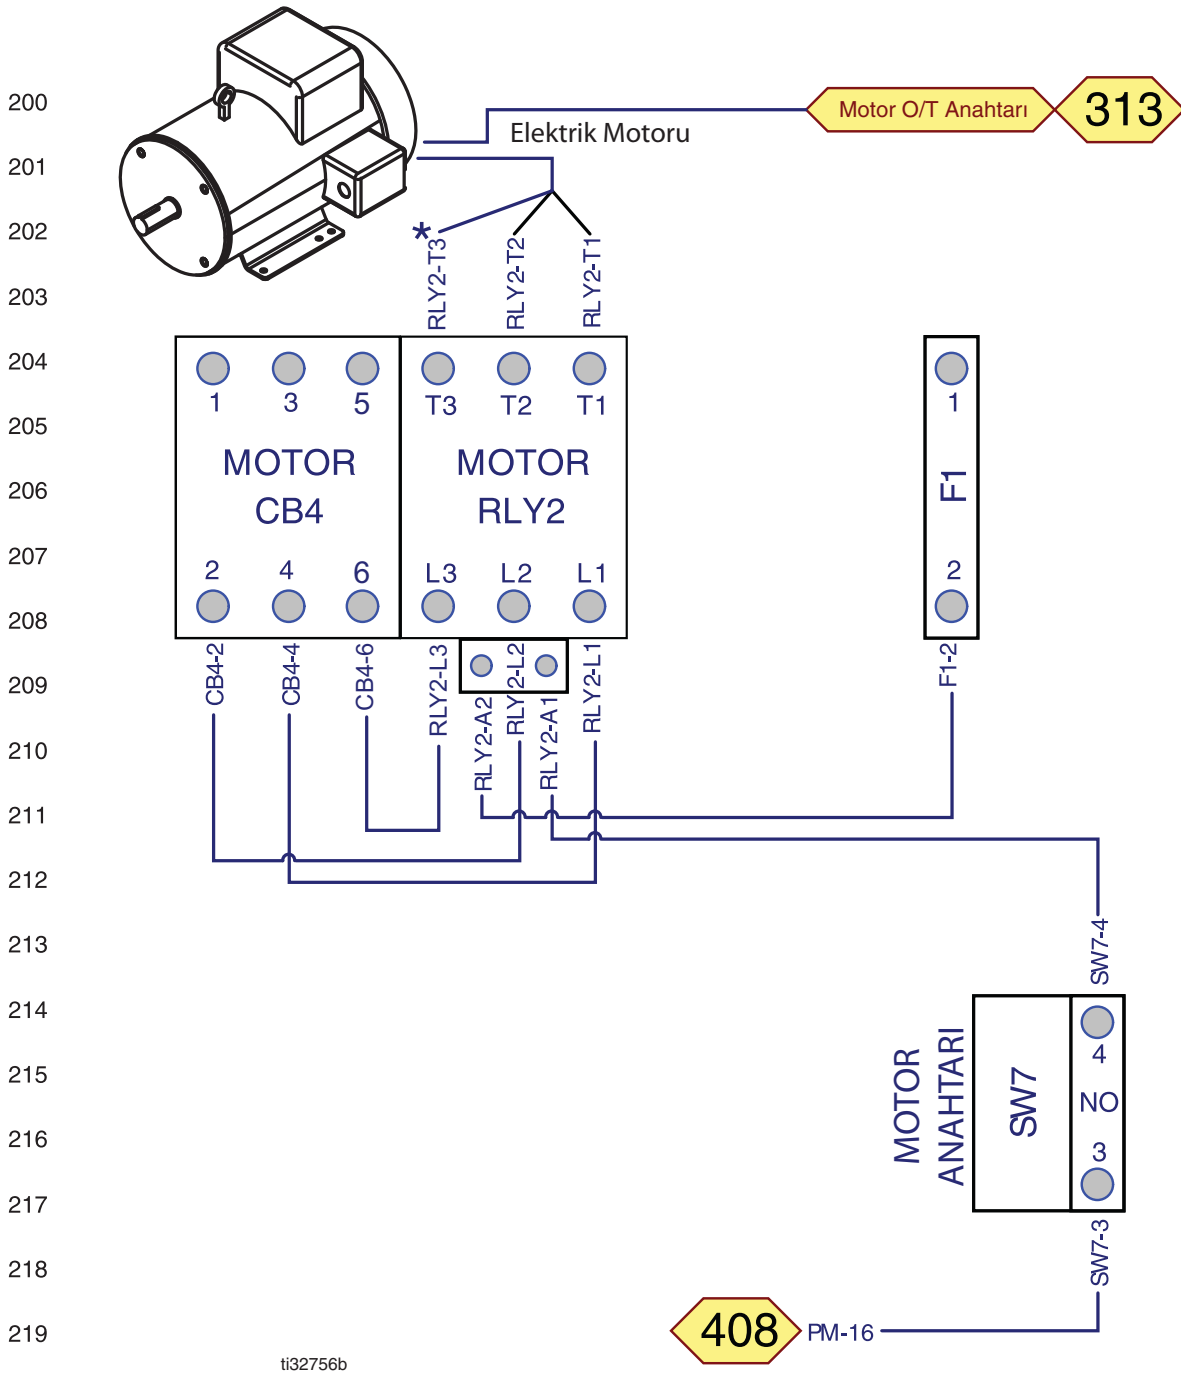 200
Motor O/T Anahtarı
313
Elektrik Motoru
201
202
*
RLY2-T3
RLY2-T2
RLY2-T1
203
204
1
3
5
T3
T2
T1
1
205
MOTOR
CB4
MOTOR
RLY2
F1
206
207
2
4
6
L3
L2
L1
2
208
CB4-2
CB4-4
CB4-6
RLY2-L3
RLY2-A2
RLY2-L2
RLY2-A1
RLY2-L1
F1-2
209
210
211
212
213
SW7-4
214
MOTOR
ANAHTARI
SW7
4
NO
3
215
216
217
SW7-3
218
219
408
PM-16
ti32756b